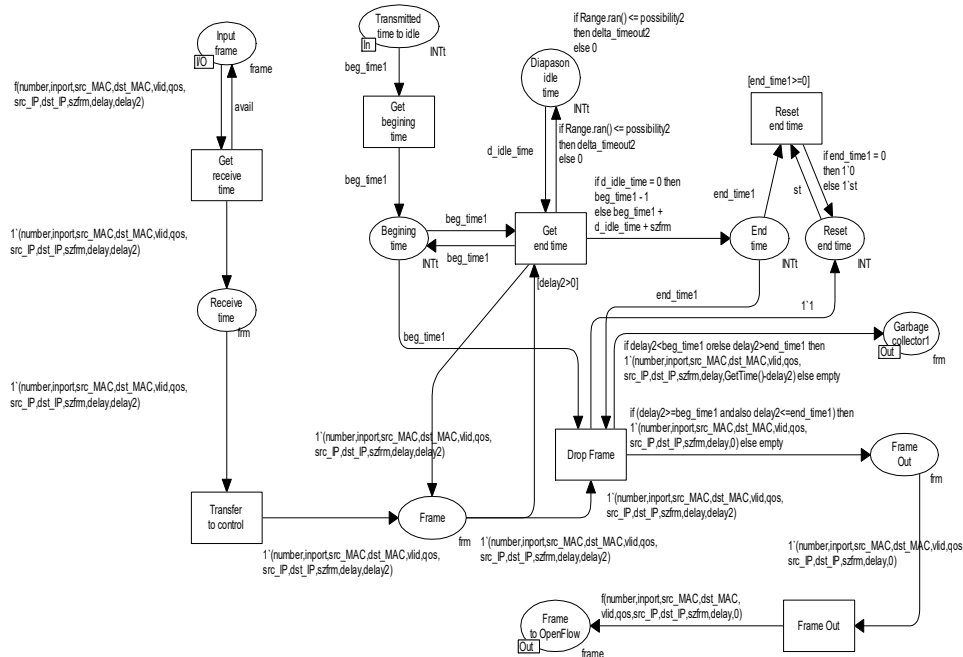 Input
frame
I/O
frame
f(number,inport,src_MAC,dst_MAC,vlid,qos,
src_IP,dst_IP,szfrm,delay,delay2)
avail
Get
receive
time
1`(number,inport,src_MAC,dst_MAC,vlid,qos,
src_IP,dst_IP,szfrm,delay,delay2)
Receive
time
frm
1`(number,inport,src_MAC,dst_MAC,vlid,qos,
src_IP,dst_IP,szfrm,delay,delay2)
Transfer
to control
1`(number,inport,src_MAC,dst_MAC,vlid,qos,
src_IP,dst_IP,szfrm,delay,delay2)
Transmitted
time to idle
In
INTt
beg_time1
Get
begining
time
beg_time1
Begining
time
INTt
beg_time1
beg_time1
beg_time1
if Range.ran() <= possibility2
then delta_timeout2
else 0
Diapason
idle
time
INTt
d_idle_time
if Range.ran() <= possibility2
then delta_timeout2
else 0
Get
end time
[delay2>0]
if d_idle_time = 0 then
beg_time1 - 1
else beg_time1 +
d_idle_time + szfrm
End
time
INTt
end_time1
end_time1
[end_time1>=0]
Reset
end time
st
if end_time1 = 0
then 1`0
else 1`st
Reset
end time
INT
1`1
Garbage
collector1
Out
frm
if delay2<beg_time1 orelse delay2>end_time1 then
1`(number,inport,src_MAC,dst_MAC,vlid,qos,
src_IP,dst_IP,szfrm,delay,GetTime()-delay2) else empty
if (delay2>=beg_time1 andalso delay2<=end_time1) then
1`(number,inport,src_MAC,dst_MAC,vlid,qos,
src_IP,dst_IP,szfrm,delay,0) else empty
Drop Frame
1`(number,inport,src_MAC,dst_MAC,vlid,qos,
src_IP,dst_IP,szfrm,delay,delay2)
Frame
frm
1`(number,inport,src_MAC,dst_MAC,vlid,qos,
src_IP,dst_IP,szfrm,delay,delay2)
1`(number,inport,src_MAC,dst_MAC,vlid,qos,
src_IP,dst_IP,szfrm,delay,delay2)
Frame
Out
frm
1`(number,inport,src_MAC,dst_MAC,vlid,qos,
src_IP,dst_IP,szfrm,delay,0)
Frame Out
f(number,inport,src_MAC,dst_MAC,
vlid,qos,src_IP,dst_IP,szfrm,delay,0)
Frame
to OpenFlow
Out
frame